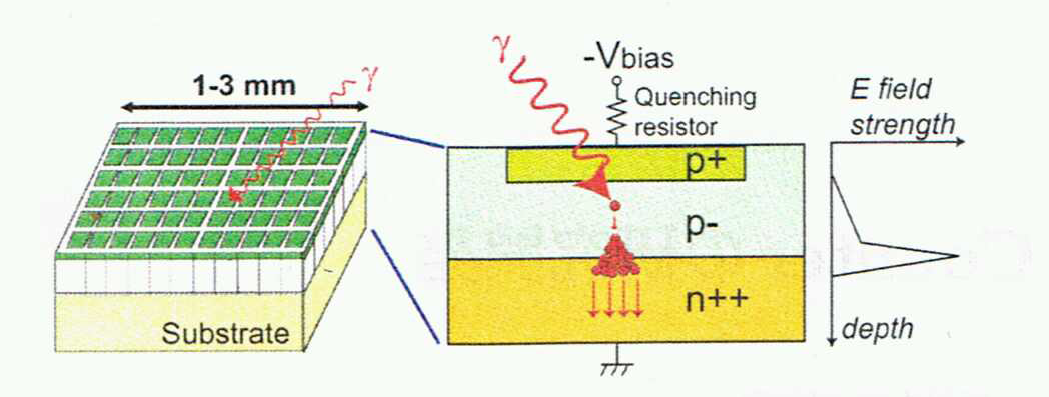 1-3 mm
γ
Substrate
γ
-Vbias
Quenching
resistor
p+
p-
n++
E field
strength
depth